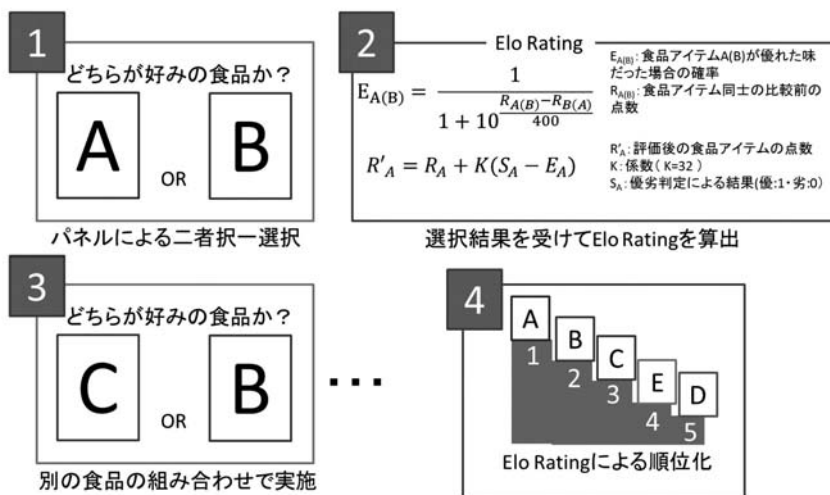 1
どちらが好みの食品か?
A
OR
B
パネルによる二者択一選択
2
Elo Rating
E_{A(B)} = \frac{1}{1 + 10^{\frac{R_{A(B)} - R_{B(A)}}{400}}}
R'_A = R_A + K(S_A − E_A)
E_{A(B)}:食品アイテムA(B)が優れた味
だった場合の確率
R_{A(B)}:食品アイテム同士の比較前の
点数
R'_A:評価後の食品アイテムの点数
K:係数( K=32 )
S_A:優劣判定による結果(優:1・劣:0)
選択結果を受けてElo Ratingを算出
3
どちらが好みの食品か?
C
OR
B
別の食品の組み合わせで実施
...
4
A
B
C
E
D
1
2
3
4
5
Elo Ratingによる順位化